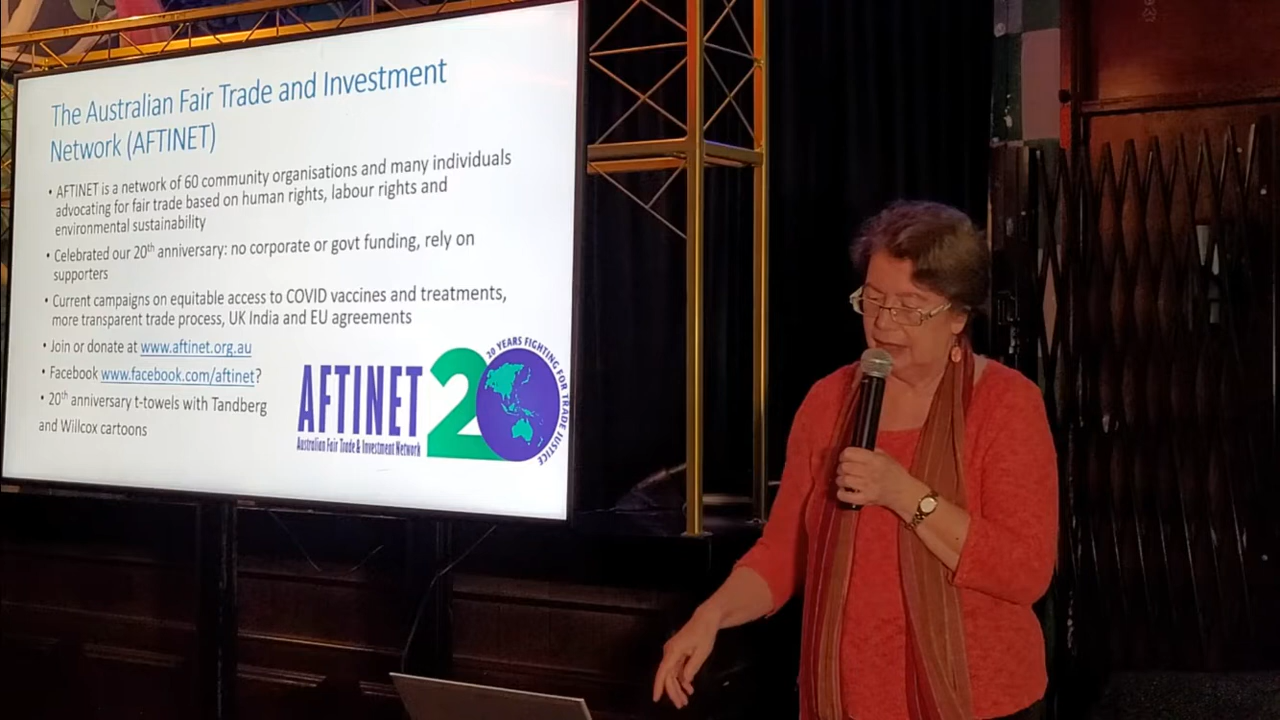 The Australian Fair Trade and Investment
Network (AFTINET)
• AFTINET is a network of 60 community organisations and many individuals
advocating for fair trade based on human rights, labour rights and
environmental sustainability
• Celebrated our 20th anniversary: no corporate or govt funding, rely on
supporters
• Current campaigns on equitable access to COVID vaccines and treatments,
more transparent trade process, UK India and EU agreements
• Join or donate at www.aftinet.org.au
• Facebook www.facebook.com/aftinet?
• 20th anniversary t-towels with Tandberg
and Willcox cartoons
AFTINET
Australian Fair Trade & Investment Network
20
20 YEARS FIGHTING FOR TRADE JUSTICE